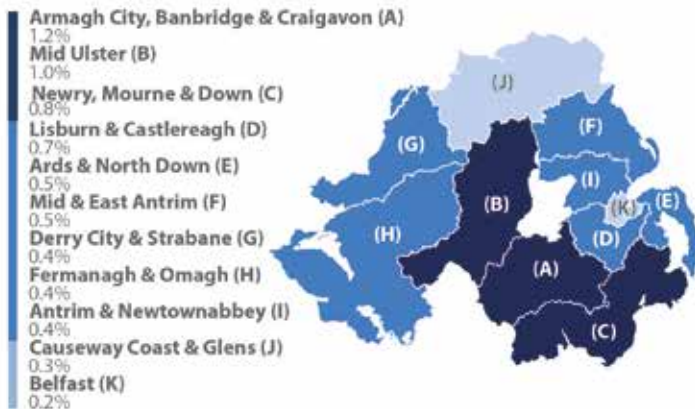 Armagh City, Banbridge & Craigavon (A)
1.2%
Mid Ulster (B)
1.0%
Newry, Mourne & Down (C)
0.8%
Lisburn & Castlereagh (D)
0.7%
Ards & North Down (E)
0.5%
Mid & East Antrim (F)
0.5%
Derry City & Strabane (G)
0.4%
Fermanagh & Omagh (H)
0.4%
Antrim & Newtownabbey (I)
0.4%
Causeway Coast & Glens (J)
0.3%
Belfast (K)
0.2%
(J)
(G)
(F)
(I)
(B)
(K)
(E)
(H)
(D)
(A)
(C)